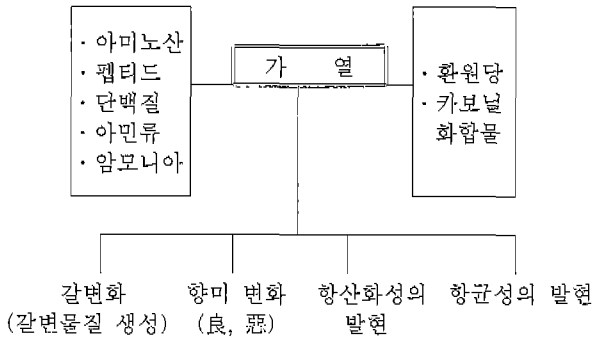 · 아미노산
· 펩티드
· 단백질
· 아민류
· 암모니아
가 열
· 환원당
· 카보닐
화합물
갈변화
(갈변물질 생성)
향미 변화
(良, 惡)
항산화성의
발현
항균성의 발현